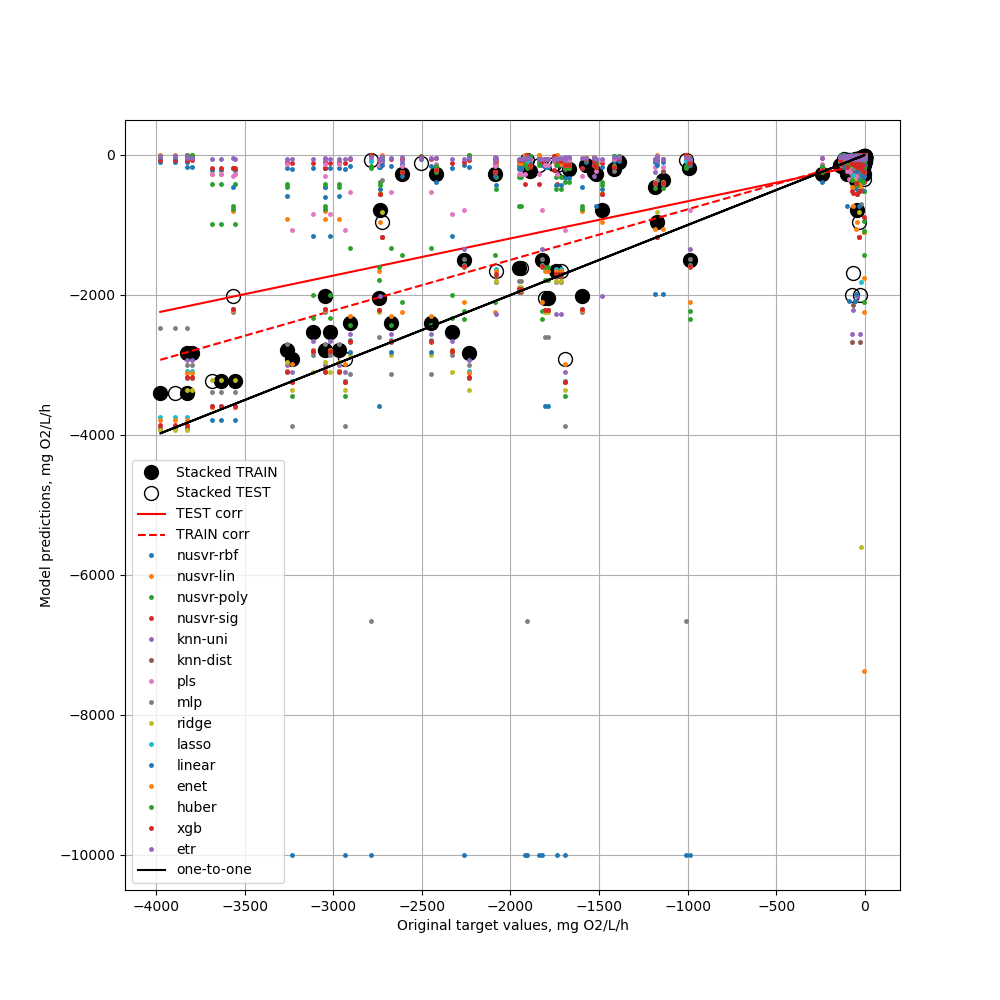 0
−2000
−4000
−6000
−8000
−10000
Model predictions, mg O2/L/h
Stacked TRAIN
Stacked TEST
TEST corr
TRAIN corr
nusvr-rbf
nusvr-lin
nusvr-poly
nusvr-sig
knn-uni
knn-dist
pls
mlp
ridge
lasso
linear
enet
huber
xgb
etr
one-to-one
−4000 −3500 −3000 −2500 −2000 −1500 −1000 −500 0
Original target values, mg O2/L/h